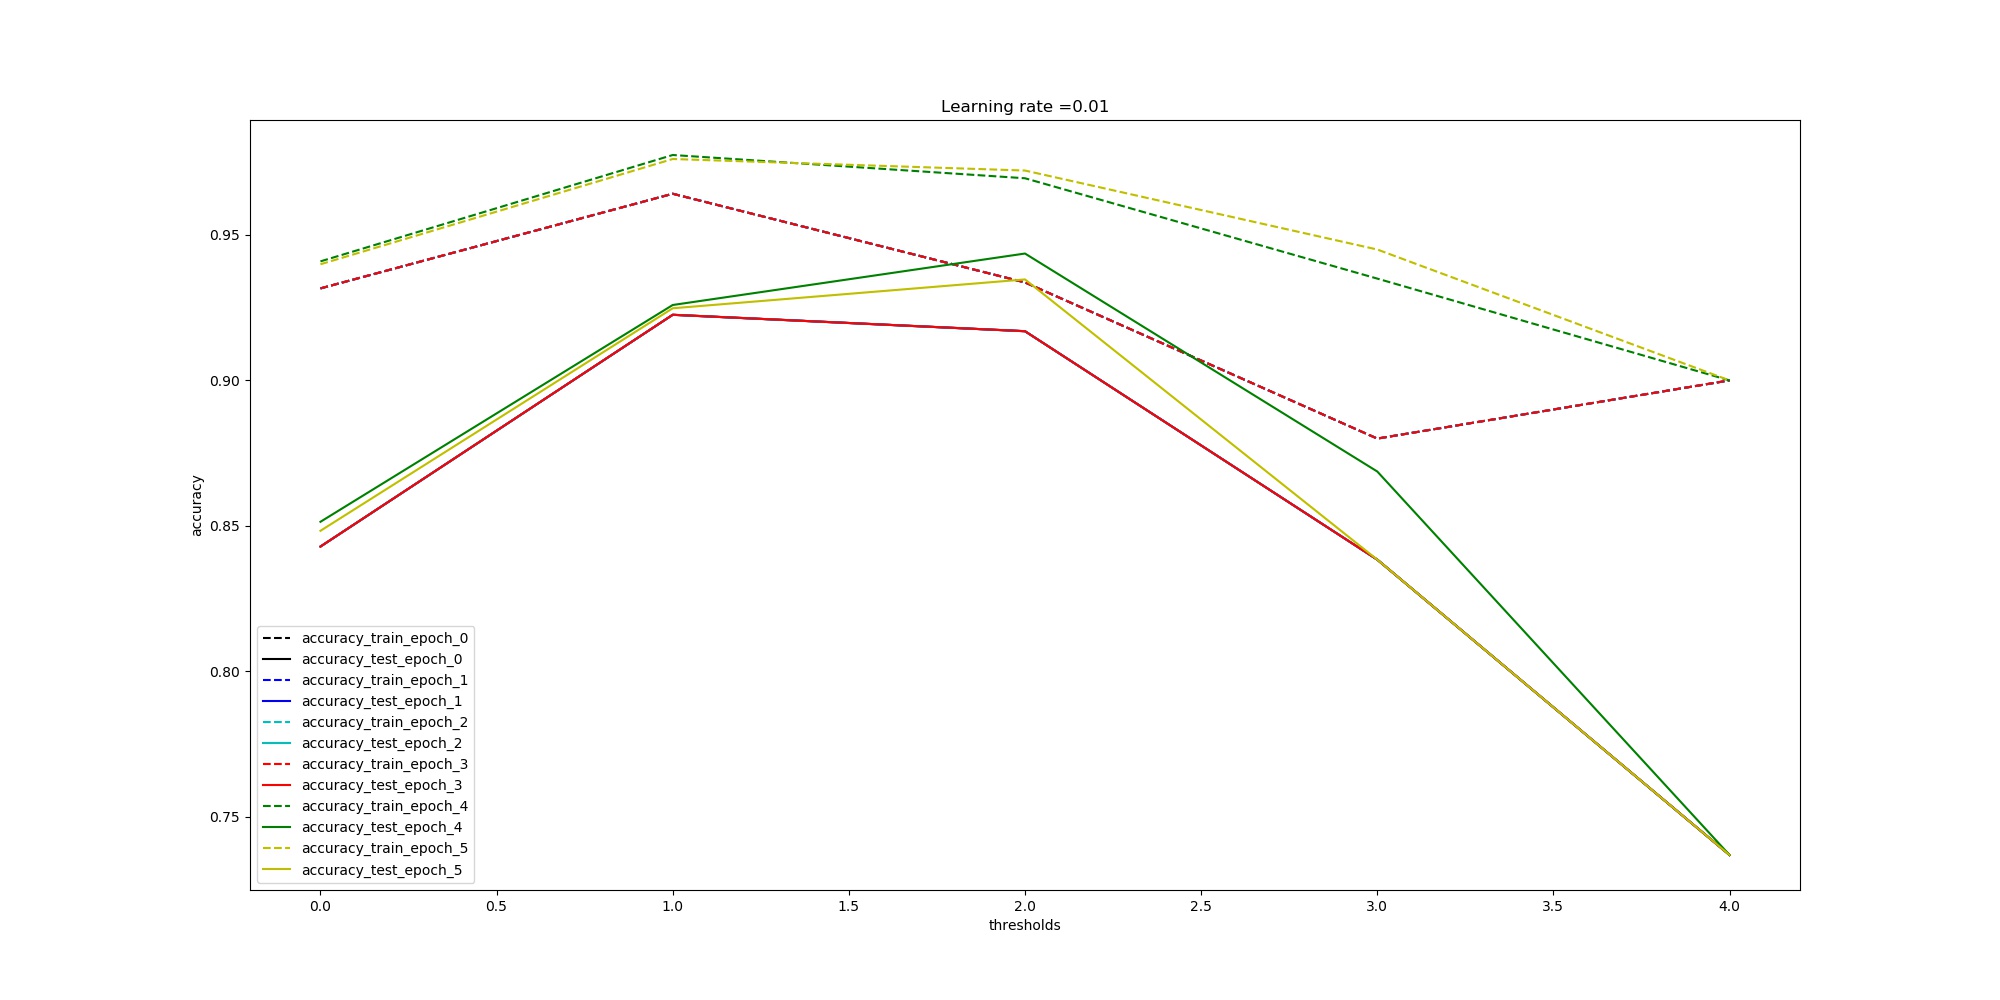 Learning rate =0.01
accuracy
0.95
0.90
0.85
0.80
0.75
accuracy_train_epoch_0
accuracy_test_epoch_0
accuracy_train_epoch_1
accuracy_test_epoch_1
accuracy_train_epoch_2
accuracy_test_epoch_2
accuracy_train_epoch_3
accuracy_test_epoch_3
accuracy_train_epoch_4
accuracy_test_epoch_4
accuracy_train_epoch_5
accuracy_test_epoch_5
0.0 0.5 1.0 1.5 2.0 2.5 3.0 3.5 4.0
thresholds